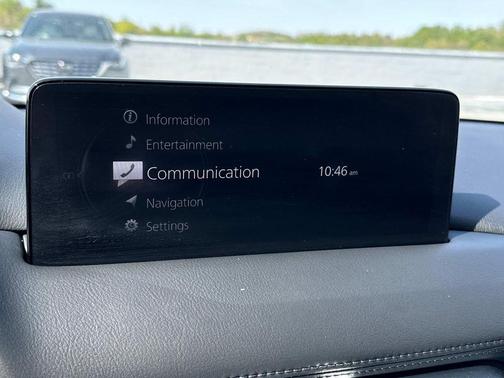 Information
Entertainment
Communication 10:46 am
Navigation
Settings